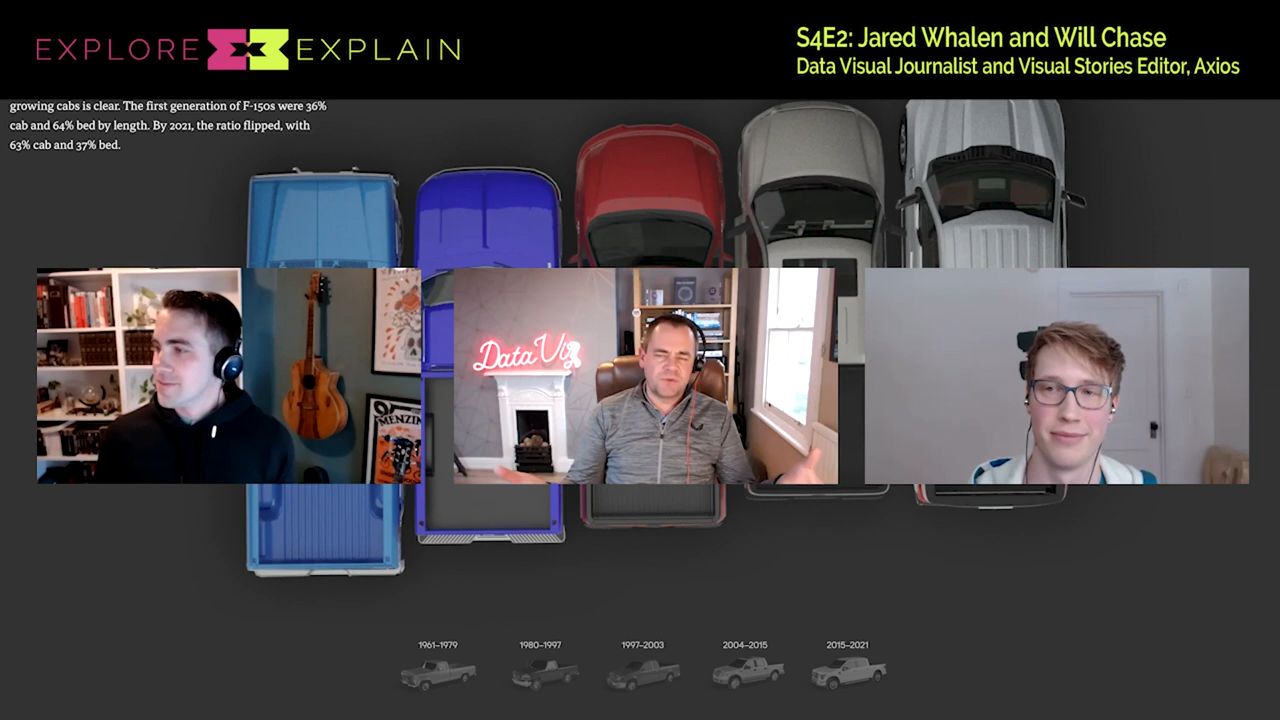 EXPLORE EXPLAIN
S4E2: Jared Whalen and Will Chase
Data Visual Journalist and Visual Stories Editor, Axios
growing cabs is clear. The first generation of F-150s were 36%
cab and 64% bed by length. By 2021, the ratio flipped, with
63% cab and 37% bed.
Data Viz
MENZIN
1961–1979
1980–1997
1997–2003
2004–2015
2015–2021